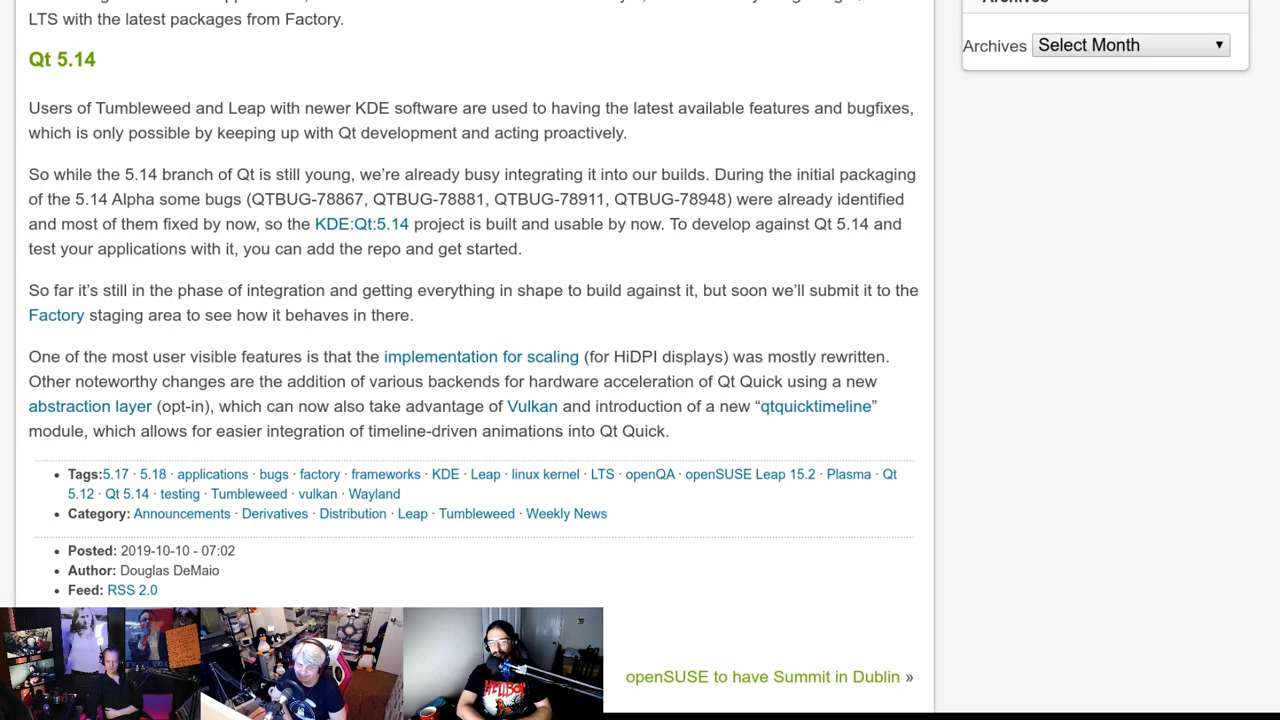 Archives
LTS with the latest packages from Factory.
Archives Select Month
Qt 5.14
Users of Tumbleweed and Leap with newer KDE software are used to having the latest available features and bugfixes,
which is only possible by keeping up with Qt development and acting proactively.
So while the 5.14 branch of Qt is still young, we’re already busy integrating it into our builds. During the initial packaging
of the 5.14 Alpha some bugs (QTBUG-78867, QTBUG-78881, QTBUG-78911, QTBUG-78948) were already identified
and most of them fixed by now, so the KDE:Qt:5.14 project is built and usable by now. To develop against Qt 5.14 and
test your applications with it, you can add the repo and get started.
So far it’s still in the phase of integration and getting everything in shape to build against it, but soon we’ll submit it to the
Factory staging area to see how it behaves in there.
One of the most user visible features is that the implementation for scaling (for HiDPI displays) was mostly rewritten.
Other noteworthy changes are the addition of various backends for hardware acceleration of Qt Quick using a new
abstraction layer (opt-in), which can now also take advantage of Vulkan and introduction of a new “qtquicktimeline”
module, which allows for easier integration of timeline-driven animations into Qt Quick.
• Tags:5.17 · 5.18 · applications · bugs · factory · frameworks · KDE · Leap · linux kernel · LTS · openQA · openSUSE Leap 15.2 · Plasma · Qt
5.12 · Qt 5.14 · testing · Tumbleweed · vulkan · Wayland
• Category: Announcements · Derivatives · Distribution · Leap · Tumbleweed · Weekly News
• Posted: 2019-10-10 - 07:02
• Author: Douglas DeMaio
• Feed: RSS 2.0
HELLBOY
openSUSE to have Summit in Dublin »